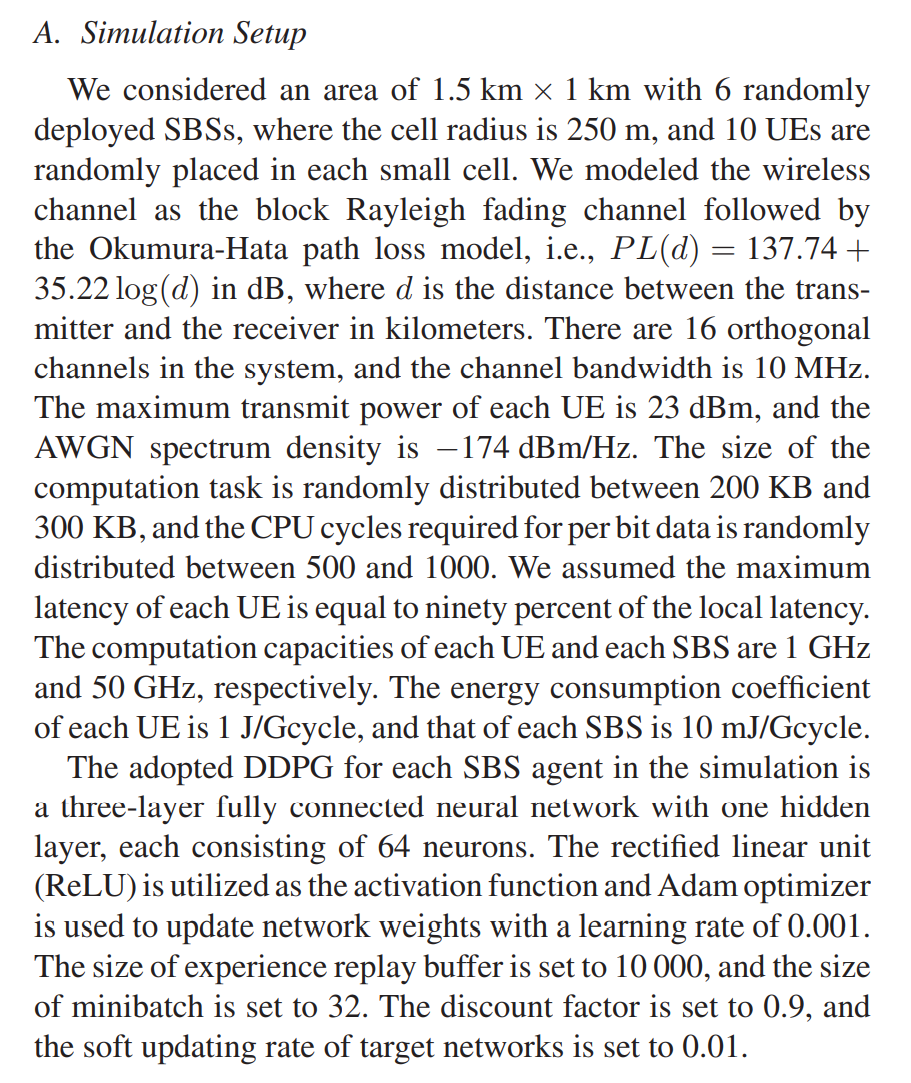 A. Simulation Setup
We considered an area of 1.5 km × 1 km with 6 randomly
deployed SBSs, where the cell radius is 250 m, and 10 UEs are
randomly placed in each small cell. We modeled the wireless
channel as the block Rayleigh fading channel followed by
the Okumura-Hata path loss model, i.e., PL(d) = 137.74 +
35.22 log(d) in dB, where d is the distance between the trans-
mitter and the receiver in kilometers. There are 16 orthogonal
channels in the system, and the channel bandwidth is 10 MHz.
The maximum transmit power of each UE is 23 dBm, and the
AWGN spectrum density is −174 dBm/Hz. The size of the
computation task is randomly distributed between 200 KB and
300 KB, and the CPU cycles required for per bit data is randomly
distributed between 500 and 1000. We assumed the maximum
latency of each UE is equal to ninety percent of the local latency.
The computation capacities of each UE and each SBS are 1 GHz
and 50 GHz, respectively. The energy consumption coefficient
of each UE is 1 J/Gcycle, and that of each SBS is 10 mJ/Gcycle.
The adopted DDPG for each SBS agent in the simulation is
a three-layer fully connected neural network with one hidden
layer, each consisting of 64 neurons. The rectified linear unit
(ReLU) is utilized as the activation function and Adam optimizer
is used to update network weights with a learning rate of 0.001.
The size of experience replay buffer is set to 10 000, and the size
of minibatch is set to 32. The discount factor is set to 0.9, and
the soft updating rate of target networks is set to 0.01.